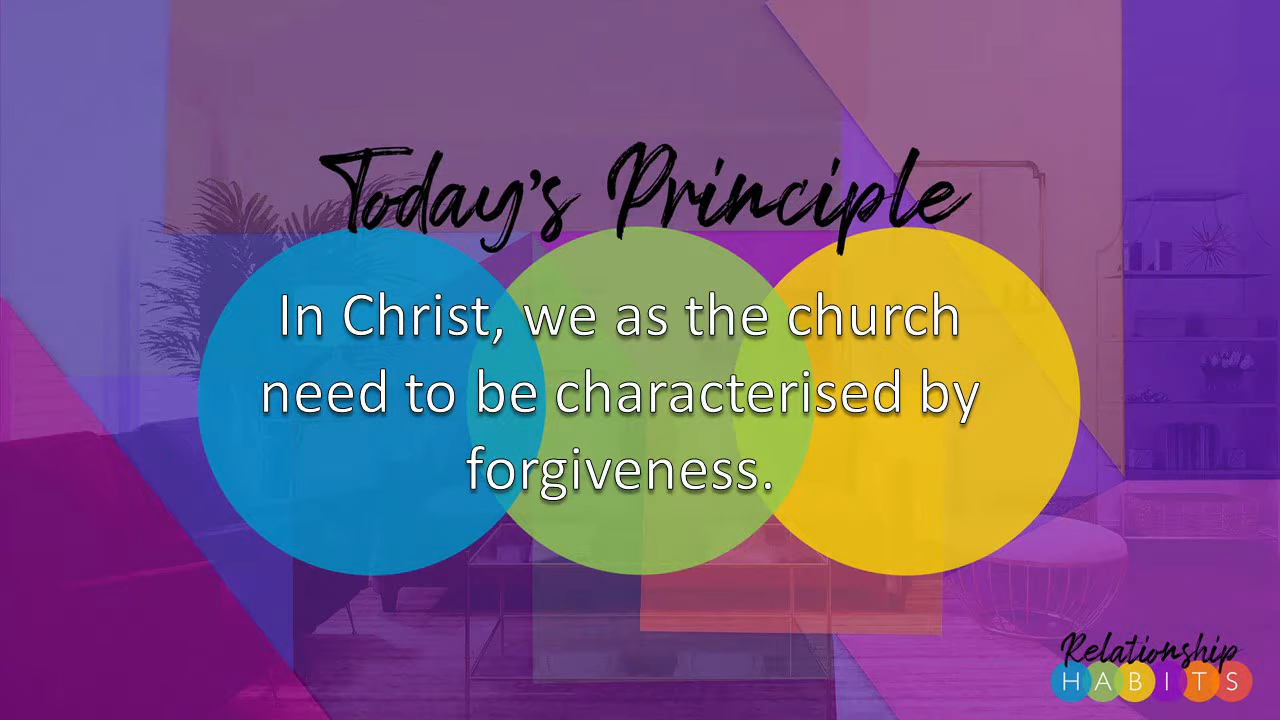 Today's Principle
In Christ, we as the church
need to be characterised by
forgiveness.
Relationship
HABITS